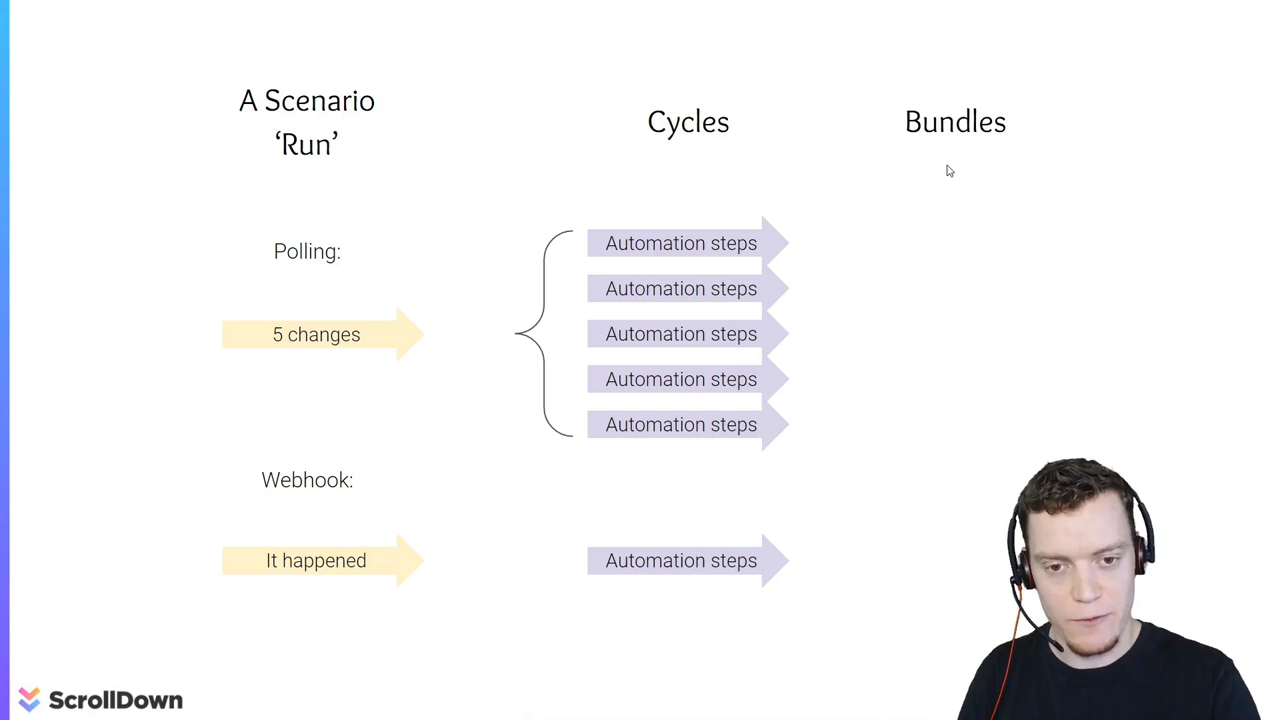 A Scenario
‘Run’
Cycles
Bundles
Polling:
5 changes
Automation steps
Automation steps
Automation steps
Automation steps
Automation steps
Webhook:
It happened
Automation steps
ScrollDown